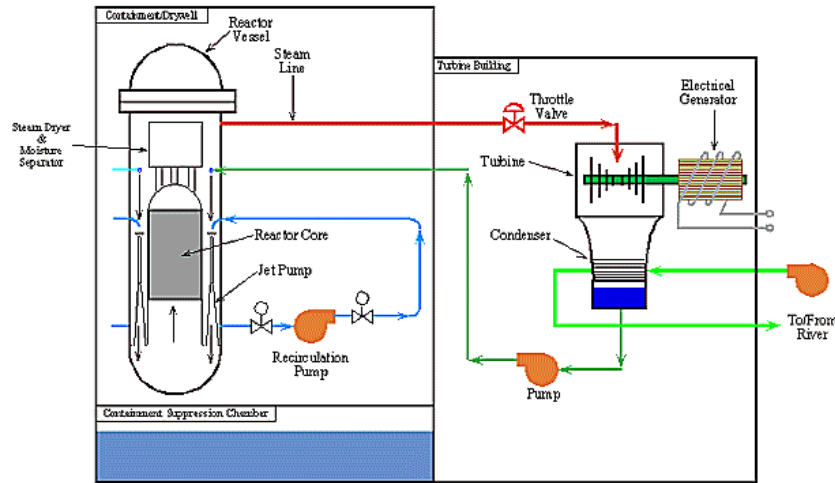 Containment/Drywell
Reactor
Vessel
Steam
Line
Turbine Building
Electrical
Generator
Throttle
Valve
Steam Dryer
&
Moisture
Separator
Turbine
Condenser
Reactor Core
Jet Pump
To/From
River
Recirculation
Pump
Pump
Containment Suppression Chamber